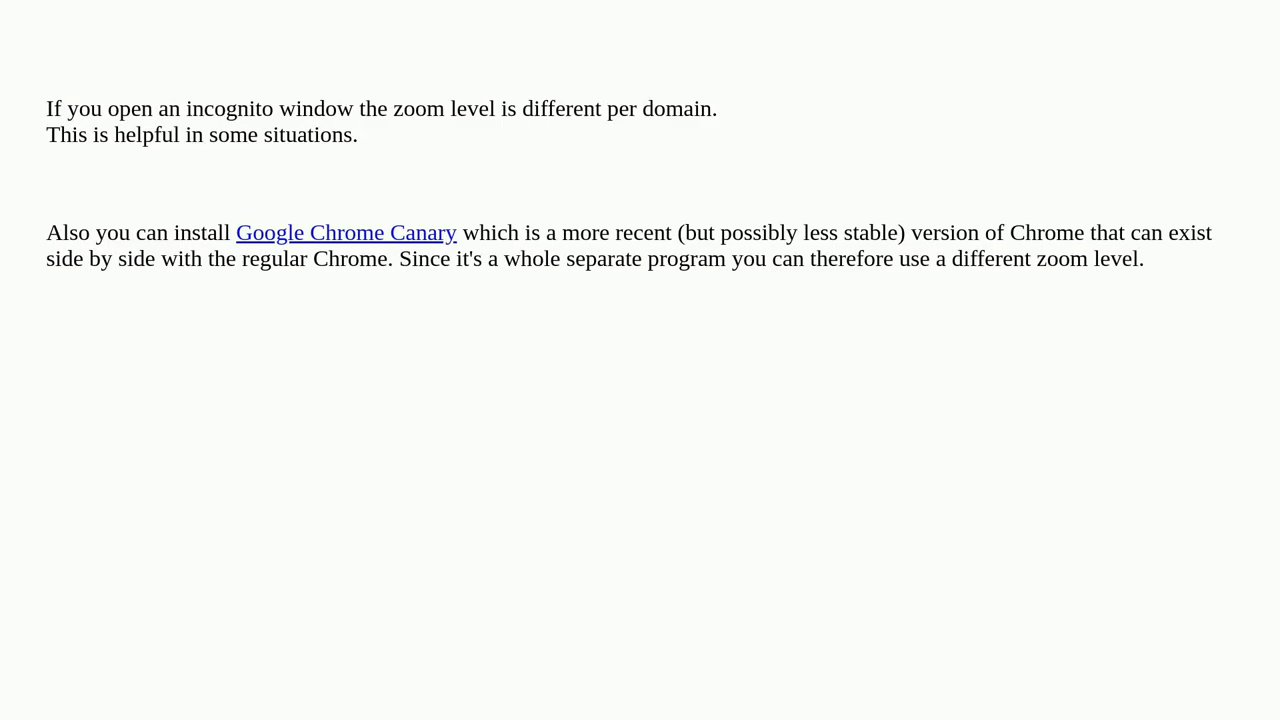 If you open an incognito window the zoom level is different per domain.
This is helpful in some situations.
Also you can install Google Chrome Canary which is a more recent (but possibly less stable) version of Chrome that can exist
side by side with the regular Chrome. Since it's a whole separate program you can therefore use a different zoom level.